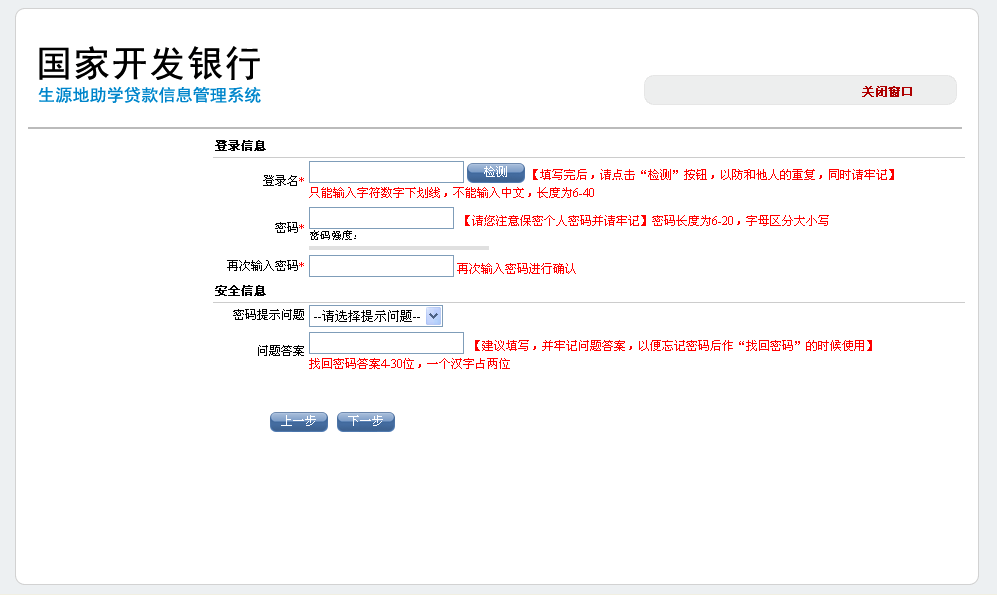 国家开发银行
生源地助学贷款信息管理系统
关闭窗口
登录信息
登录名* 检测 【填写完后，请点击“检测”按钮，以防和他人的重复，同时请牢记】
只能输入字符数字下划线，不能输入中文，长度为6-40
密码* 【请您注意保密个人密码并请牢记】密码长度为6-20，字母区分大小写
密码强度：
再次输入密码* 再次输入密码进行确认
安全信息
密码提示问题 --请选择提示问题--
问题答案 【建议填写，并牢记问题答案，以便忘记密码后作“找回密码”的时候使用】
找回密码答案4-30位，一个汉字占两位
上一步 下一步